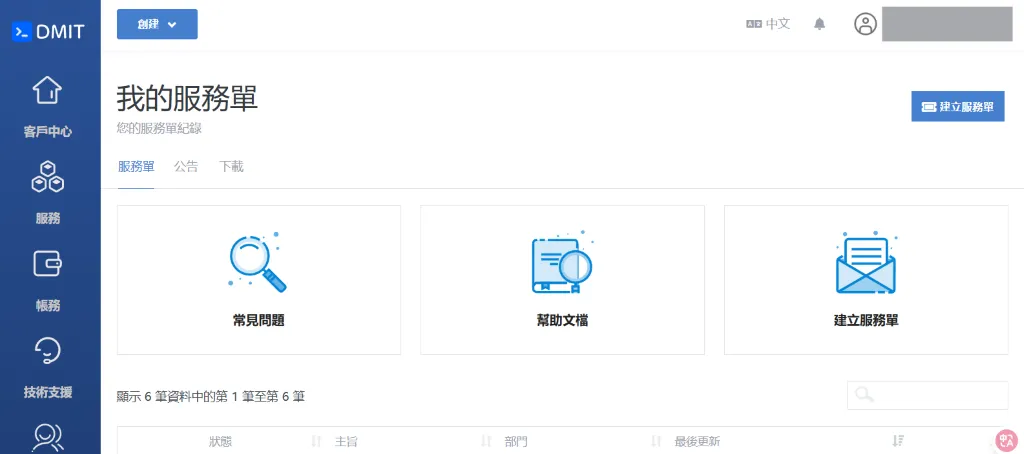 DMIT
創建
中文
客戶中心
服務
帳務
技術支援
我的服務單
您的服務單紀錄
建立服務單
服務單 公告 下載
常見問題
幫助文檔
建立服務單
顯示 6 筆資料中的第 1 筆至第 6 筆
狀態 主旨 部門 最後更新